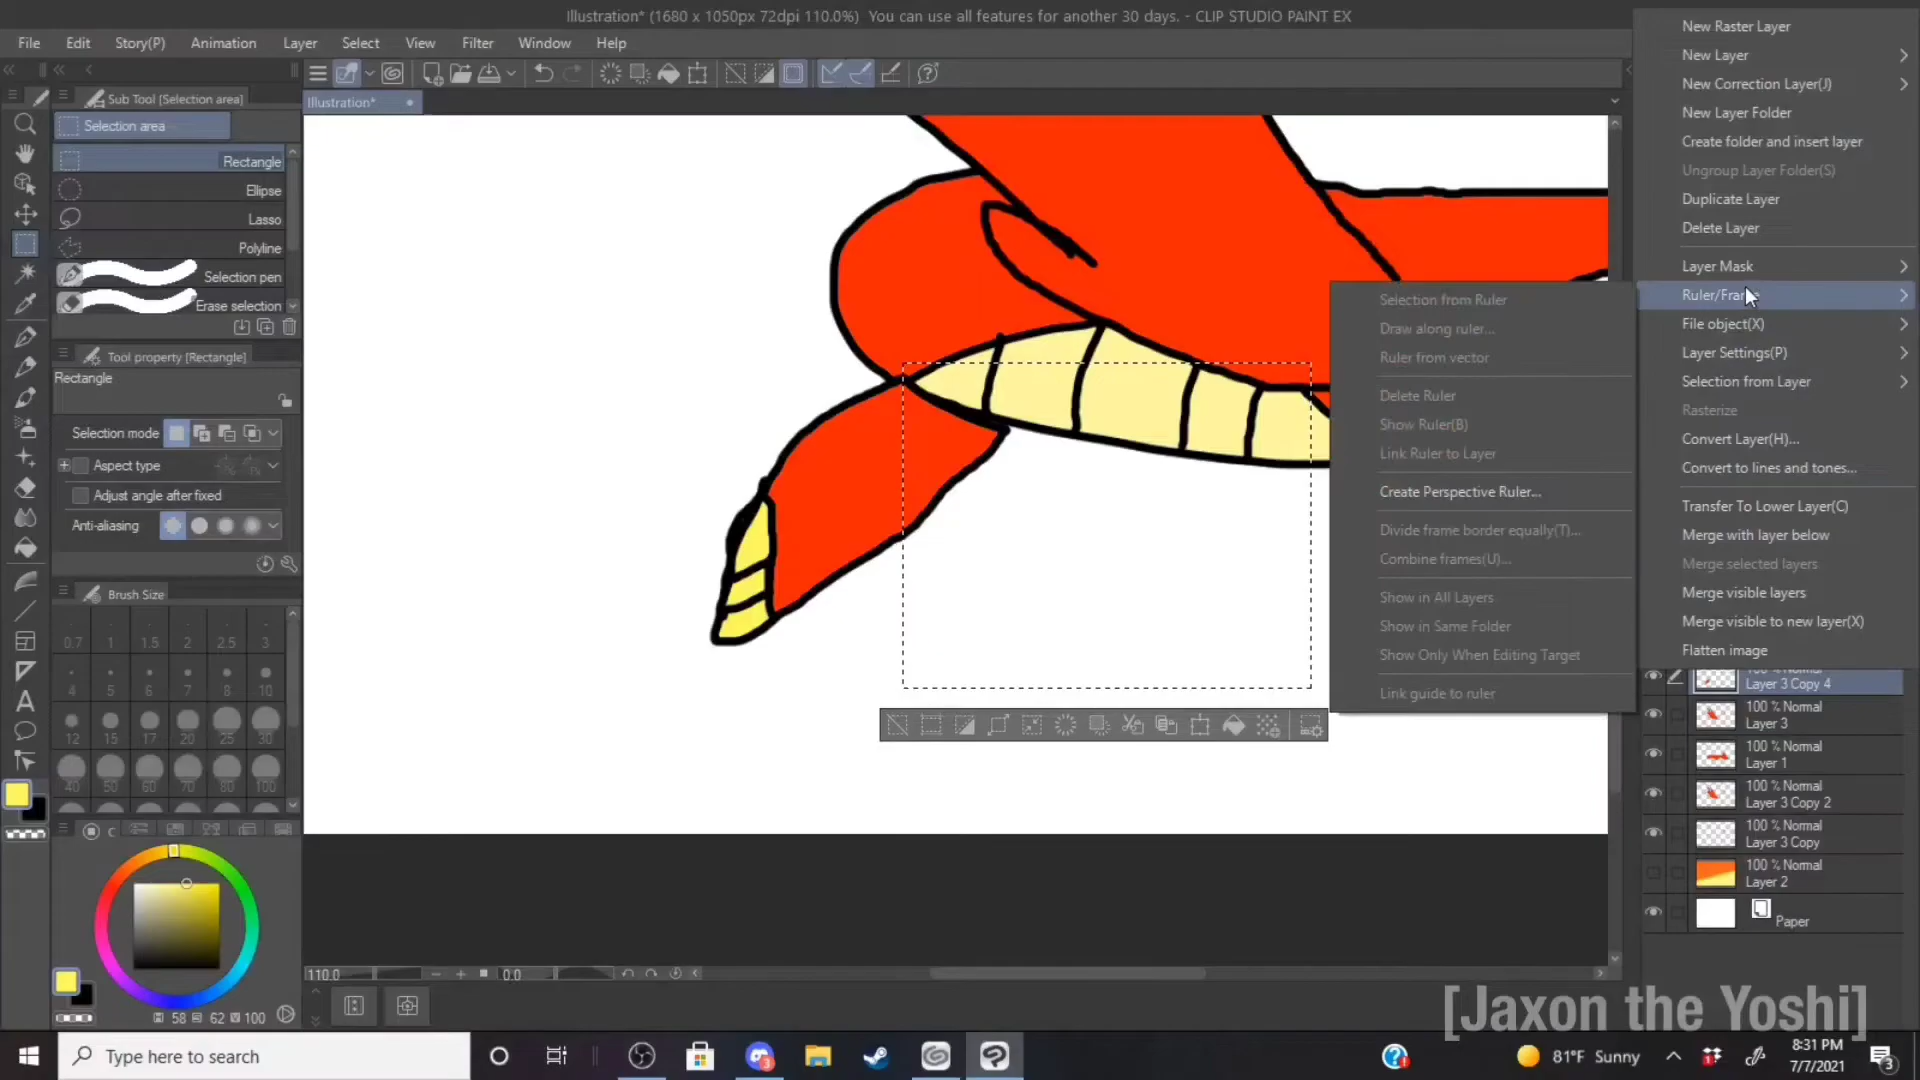 Illustration* (1680 x 1050px 72dpi 110.0%)  You can use all features for another 30 days. - CLIP STUDIO PAINT EX
File Edit Story(P) Animation Layer Select View Filter Window Help
Sub Tool [Selection area]
Illustration*
Selection area
Rectangle
Ellipse
Lasso
Polyline
Selection pen
Erase selection
Tool property [Rectangle]
Rectangle
Selection mode
Aspect type
Adjust angle after fixed
Anti-aliasing
Brush Size
0.7 1 1.5 2 2.5 3
4 5 6 7 8 10
12 15 17 20 25 30
40 50 60 70 80 100
C
58 62 100
110.0
0.0
Selection from Ruler
Draw along ruler...
Ruler from vector
Delete Ruler
Show Ruler(B)
Link Ruler to Layer
Create Perspective Ruler...
Divide frame border equally(T)...
Combine frames(U)...
Show in All Layers
Show in Same Folder
Show Only When Editing Target
Link guide to ruler
New Raster Layer
New Layer
New Correction Layer(J)
New Layer Folder
Create folder and insert layer
Ungroup Layer Folder(S)
Duplicate Layer
Delete Layer
Layer Mask
File object(X)
Layer Settings(P)
Selection from Layer
Rasterize
Convert Layer(H)...
Convert to lines and tones...
Transfer To Lower Layer(C)
Merge with layer below
Merge selected layers
Merge visible layers
Merge visible to new layer(X)
Flatten image
Layer 3 Copy 4
100 % Normal
Layer 3
100 % Normal
Layer 1
100 % Normal
Layer 3 Copy 2
100 % Normal
Layer 3 Copy
100 % Normal
Layer 2
Paper
[Jaxon the Yoshi]
Type here to search
81°F Sunny
8:31 PM
7/7/2021
3